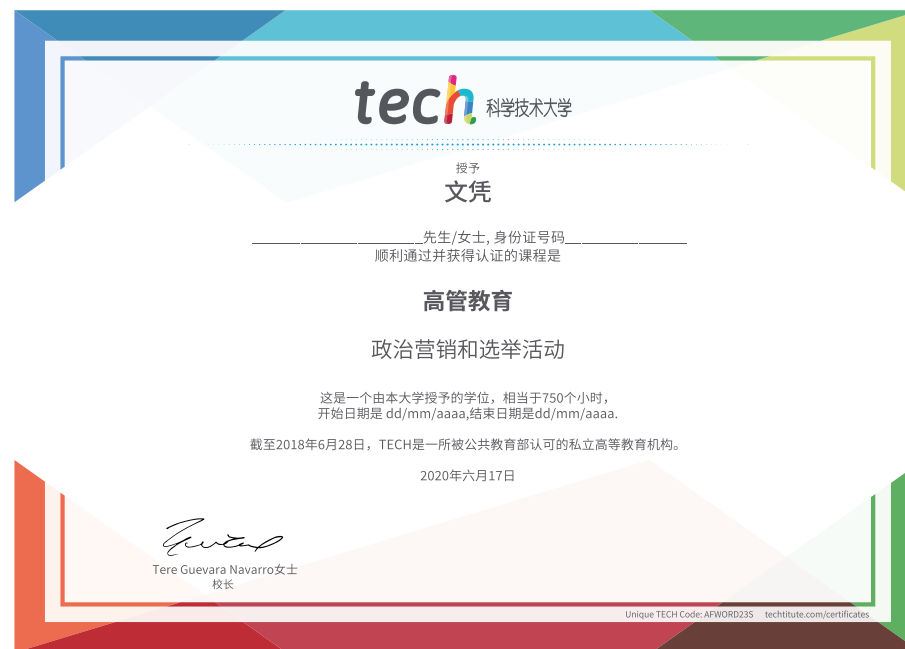 tech 科学技术大学
授予
文凭
______________________先生/女士, 身份证号码________________
顺利通过并获得认证的课程是
高管教育
政治营销和选举活动
这是一个由本大学授予的学位，相当于750个小时，
开始日期是 dd/mm/aaaa,结束日期是dd/mm/aaaa.
截至2018年6月28日，TECH是一所被公共教育部认可的私立高等教育机构。
2020年六月17日
Tere Guevara Navarro女士
校长
Unique TECH Code: AFWORD23S techtitute.com/certificates